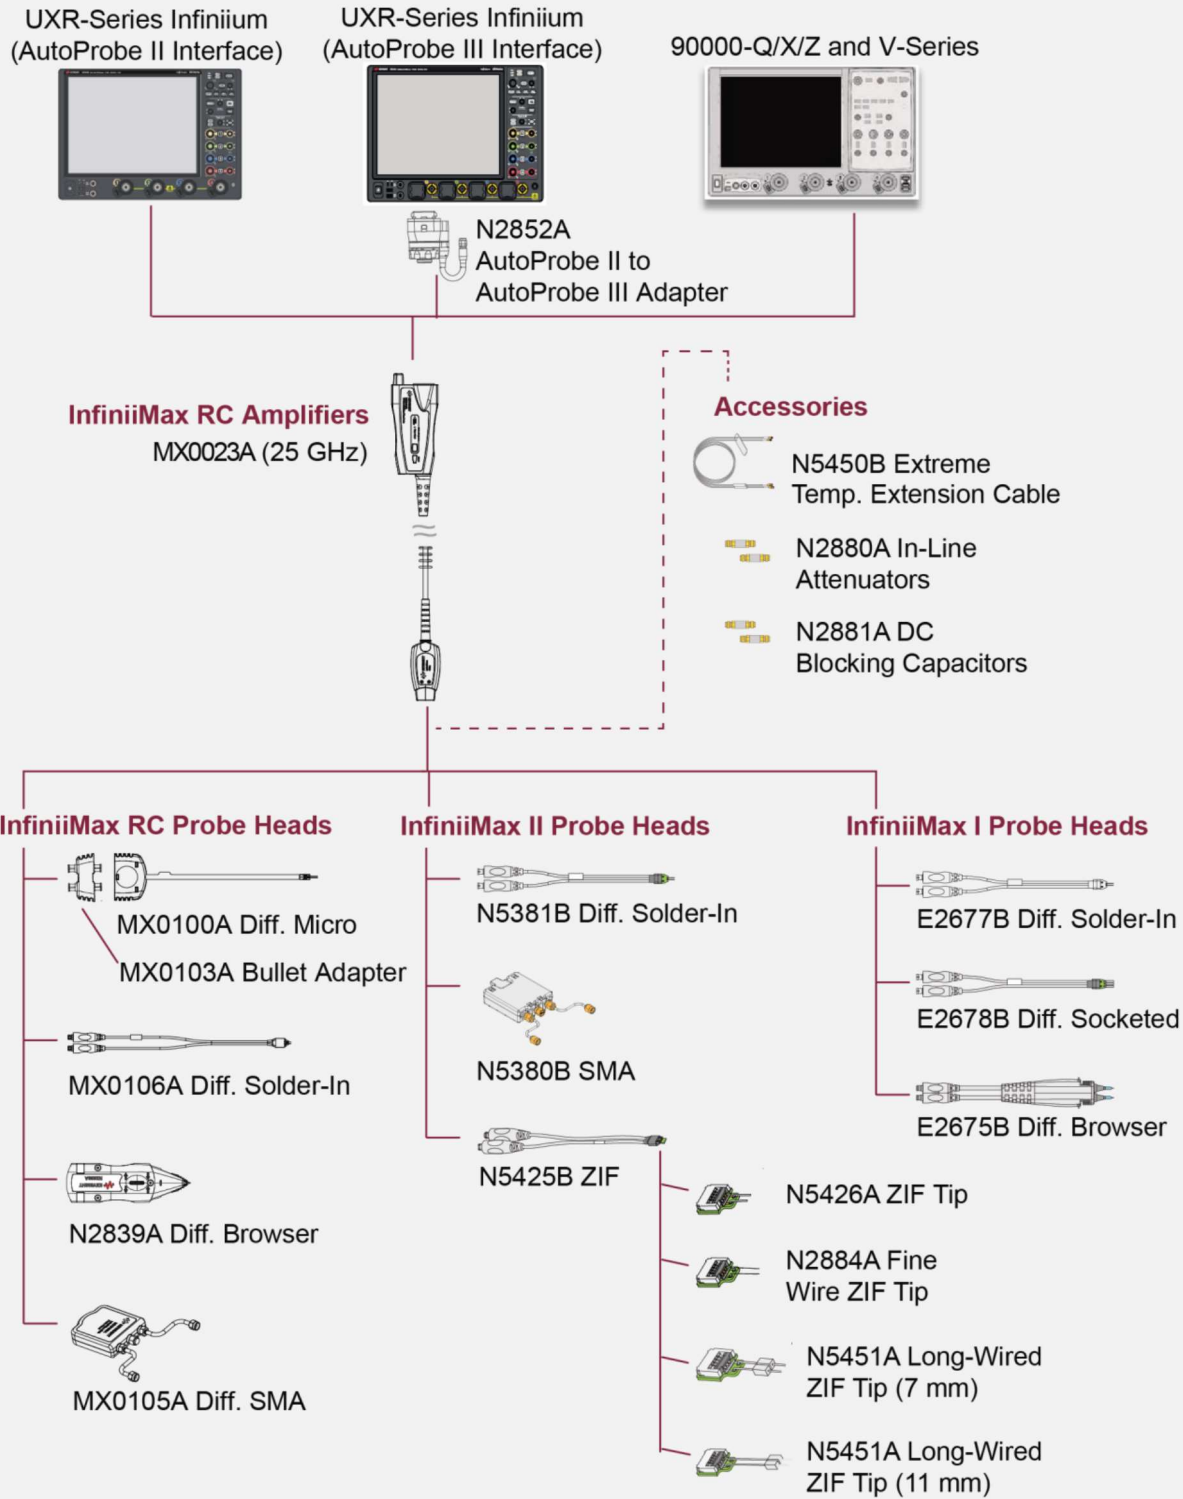 UXR-Series Infiniium
(AutoProbe II Interface)
UXR-Series Infiniium
(AutoProbe III Interface)
90000-Q/X/Z and V-Series
N2852A
AutoProbe II to
AutoProbe III Adapter
InfiniiMax RC Amplifiers
MX0023A (25 GHz)
Accessories
N5450B Extreme
Temp. Extension Cable
N2880A In-Line
Attenuators
N2881A DC
Blocking Capacitors
InfiniiMax RC Probe Heads
MX0100A Diff. Micro
MX0103A Bullet Adapter
MX0106A Diff. Solder-In
N2839A Diff. Browser
MX0105A Diff. SMA
InfiniiMax II Probe Heads
N5381B Diff. Solder-In
N5380B SMA
N5425B ZIF
N5426A ZIF Tip
N2884A Fine
Wire ZIF Tip
N5451A Long-Wired
ZIF Tip (7 mm)
N5451A Long-Wired
ZIF Tip (11 mm)
InfiniiMax I Probe Heads
E2677B Diff. Solder-In
E2678B Diff. Socketed
E2675B Diff. Browser